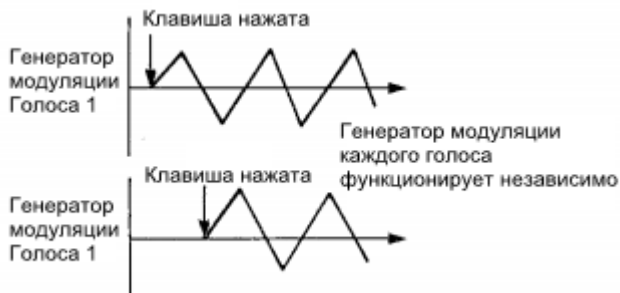 Клавиша нажата
Генератор
модуляции
Голоса 1
Генератор модуляции
каждого голоса
функционирует независимо
Клавиша нажата
Генератор
модуляции
Голоса 1